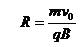 R = mv₀/qB